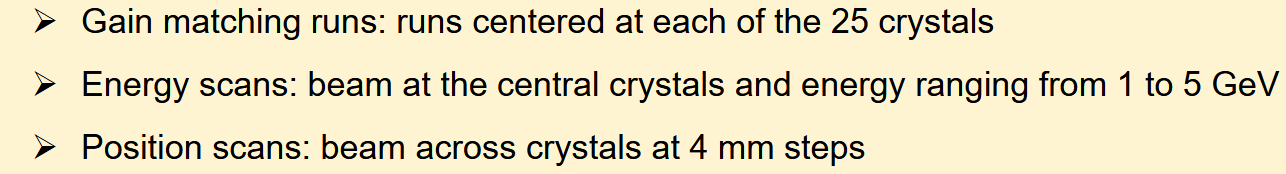 ➢ Gain matching runs: runs centered at each of the 25 crystals
➢ Energy scans: beam at the central crystals and energy ranging from 1 to 5 GeV
➢ Position scans: beam across crystals at 4 mm steps